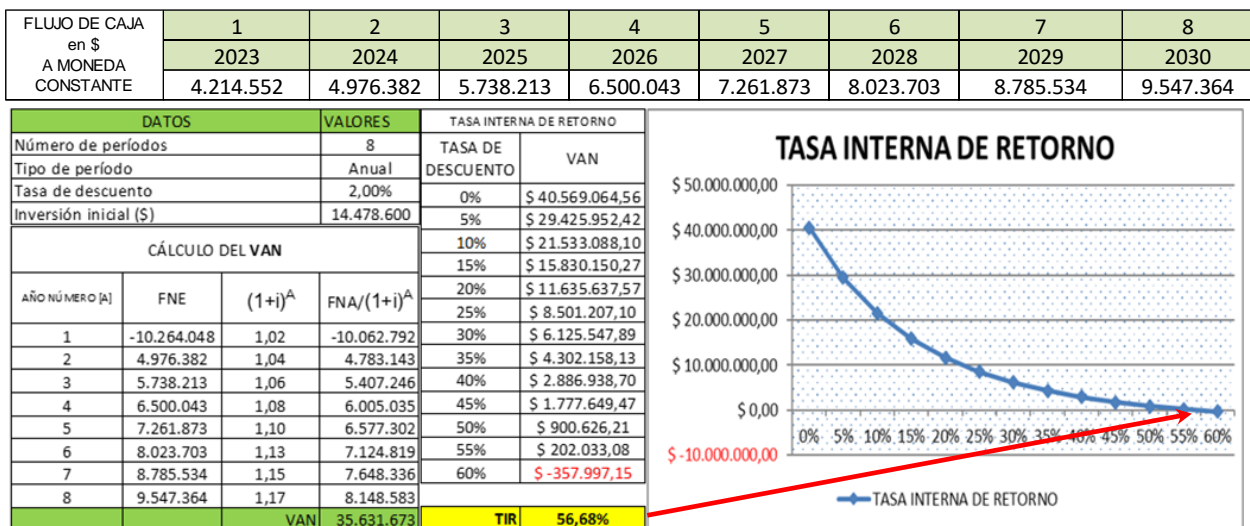 FLUJO DE CAJA en $ A MONEDA CONSTANTE
1 2 3 4 5 6 7 8
2023 2024 2025 2026 2027 2028 2029 2030
4.214.552 4.976.382 5.738.213 6.500.043 7.261.873 8.023.703 8.785.534 9.547.364
DATOS VALORES
Número de períodos 8
Tipo de período Anual
Tasa de descuento 2,00%
Inversión inicial ($) 14.478.600
CÁLCULO DEL VAN
AÑO NÚMERO [A] FNE (1+i)^A FNA/(1+i)^A
1 -10.264.048 1,02 -10.062.792
2 4.976.382 1,04 4.783.143
3 5.738.213 1,06 5.407.246
4 6.500.043 1,08 6.005.035
5 7.261.873 1,10 6.577.302
6 8.023.703 1,13 7.124.819
7 8.785.534 1,15 7.648.336
8 9.547.364 1,17 8.148.583
VAN 35.631.673
TASA INTERNA DE RETORNO
TASA DE DESCUENTO VAN
0% $ 40.569.064,56
5% $ 29.425.952,42
10% $ 21.533.088,10
15% $ 15.830.150,27
20% $ 11.635.637,57
25% $ 8.501.207,10
30% $ 6.125.547,89
35% $ 4.302.158,13
40% $ 2.886.938,70
45% $ 1.777.649,47
50% $ 900.626,21
55% $ 202.033,08
60% $ -357.997,15
TIR 56,68%
TASA INTERNA DE RETORNO
$ 50.000.000,00
$ 40.000.000,00
$ 30.000.000,00
$ 20.000.000,00
$ 10.000.000,00
$ 0,00
$ -10.000.000,00
0% 5% 10% 15% 20% 25% 30% 35% 40% 45% 50% 55% 60%
TASA INTERNA DE RETORNO